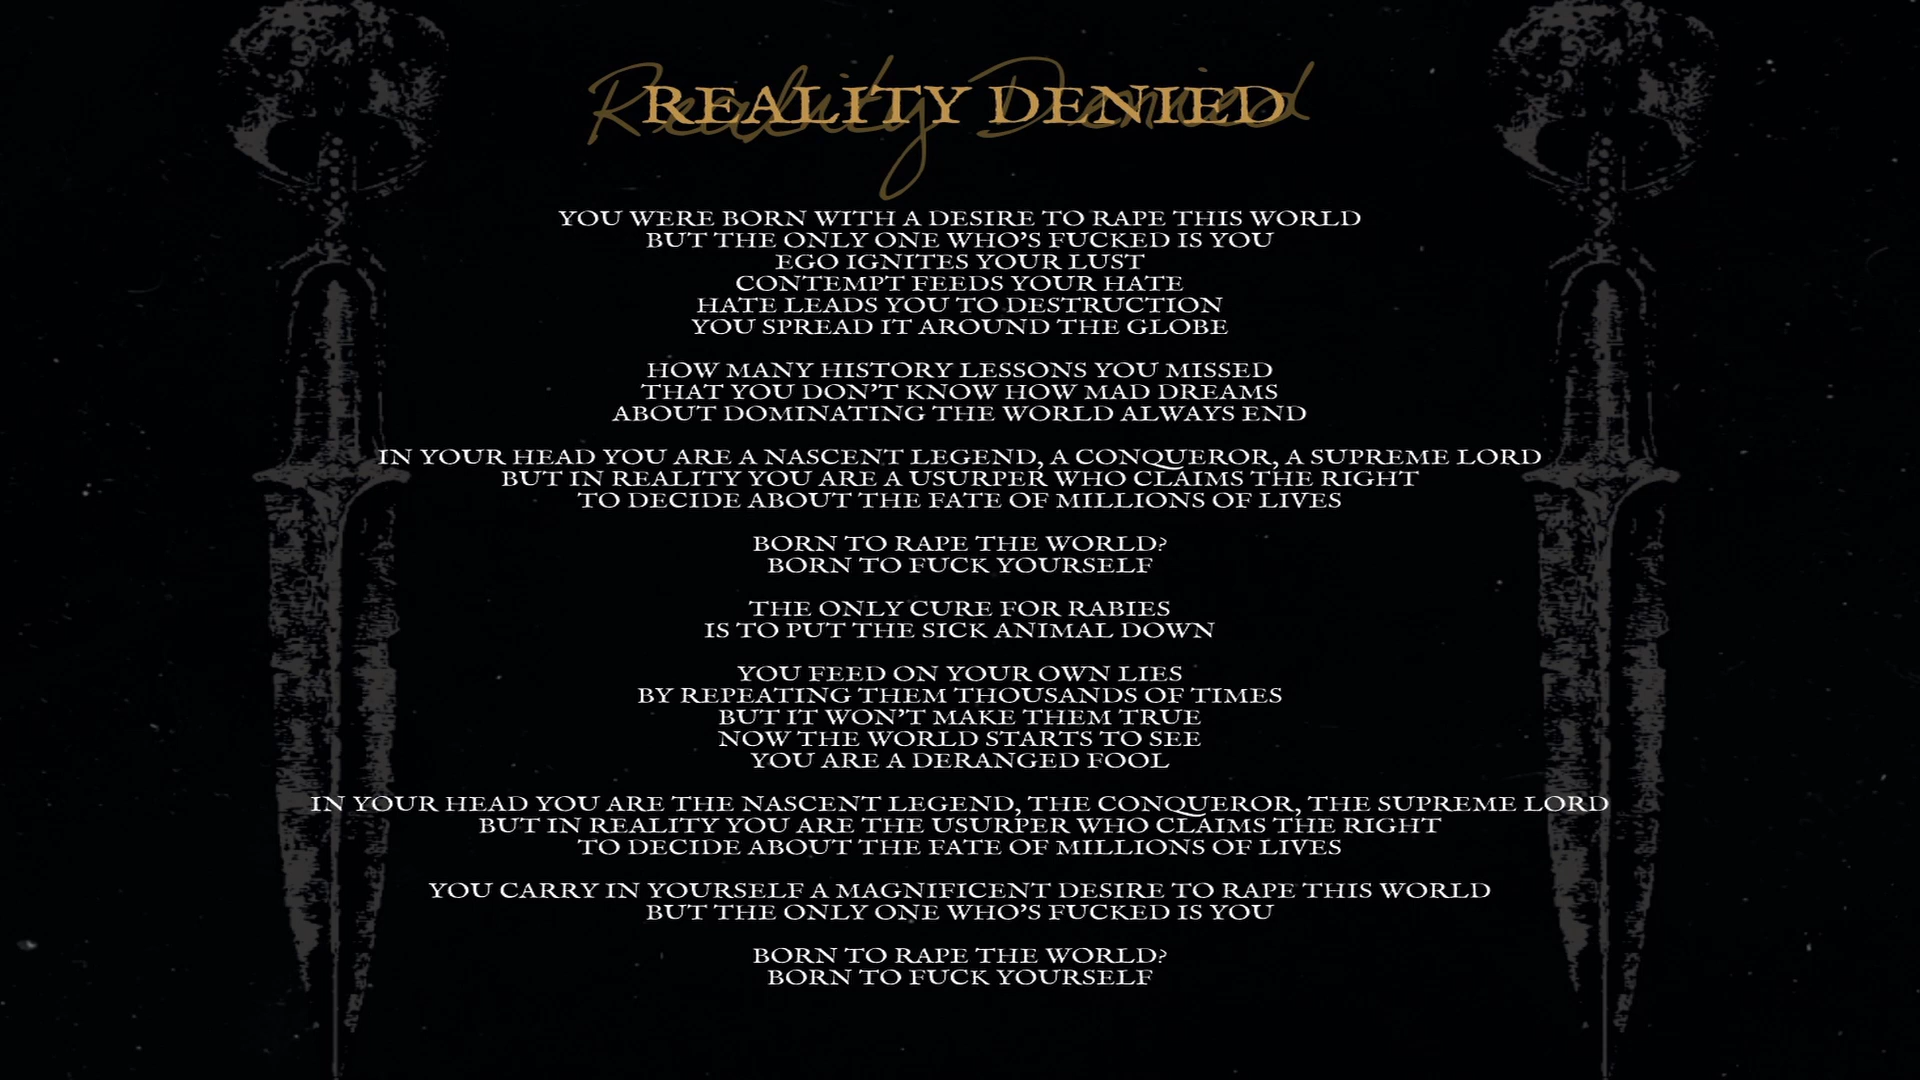 Reality Denied
REALITY DENIED
YOU WERE BORN WITH A DESIRE TO RAPE THIS WORLD
BUT THE ONLY ONE WHO'S FUCKED IS YOU
EGO IGNITES YOUR LUST
CONTEMPT FEEDS YOUR HATE
HATE LEADS YOU TO DESTRUCTION
YOU SPREAD IT AROUND THE GLOBE
HOW MANY HISTORY LESSONS YOU MISSED
THAT YOU DON'T KNOW HOW MAD DREAMS
ABOUT DOMINATING THE WORLD ALWAYS END
IN YOUR HEAD YOU ARE A NASCENT LEGEND, A CONQUEROR, A SUPREME LORD
BUT IN REALITY YOU ARE A USURPER WHO CLAIMS THE RIGHT
TO DECIDE ABOUT THE FATE OF MILLIONS OF LIVES
BORN TO RAPE THE WORLD?
BORN TO FUCK YOURSELF
THE ONLY CURE FOR RABIES
IS TO PUT THE SICK ANIMAL DOWN
YOU FEED ON YOUR OWN LIES
BY REPEATING THEM THOUSANDS OF TIMES
BUT IT WON'T MAKE THEM TRUE
NOW THE WORLD STARTS TO SEE
YOU ARE A DERANGED FOOL
IN YOUR HEAD YOU ARE THE NASCENT LEGEND, THE CONQUEROR, THE SUPREME LORD
BUT IN REALITY YOU ARE THE USURPER WHO CLAIMS THE RIGHT
TO DECIDE ABOUT THE FATE OF MILLIONS OF LIVES
YOU CARRY IN YOURSELF A MAGNIFICENT DESIRE TO RAPE THIS WORLD
BUT THE ONLY ONE WHO'S FUCKED IS YOU
BORN TO RAPE THE WORLD?
BORN TO FUCK YOURSELF